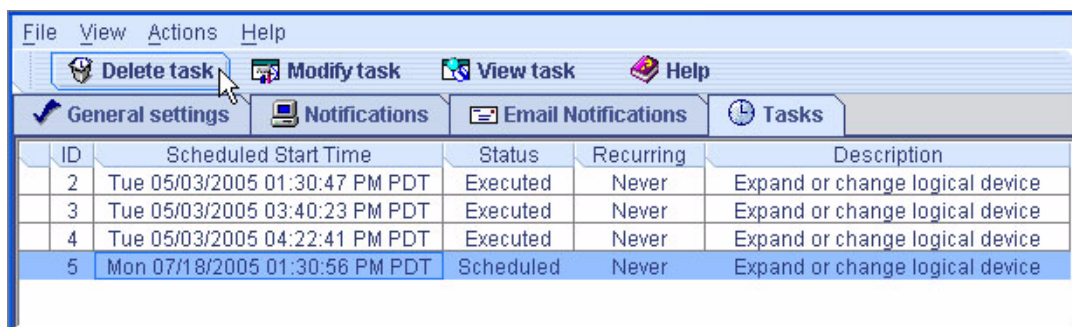 File View Actions Help
Delete task Modify task View task Help
General settings Notifications Email Notifications Tasks
ID Scheduled Start Time Status Recurring Description
2 Tue 05/03/2005 01:30:47 PM PDT Executed Never Expand or change logical device
3 Tue 05/03/2005 03:40:23 PM PDT Executed Never Expand or change logical device
4 Tue 05/03/2005 04:22:41 PM PDT Executed Never Expand or change logical device
5 Mon 07/18/2005 01:30:56 PM PDT Scheduled Never Expand or change logical device